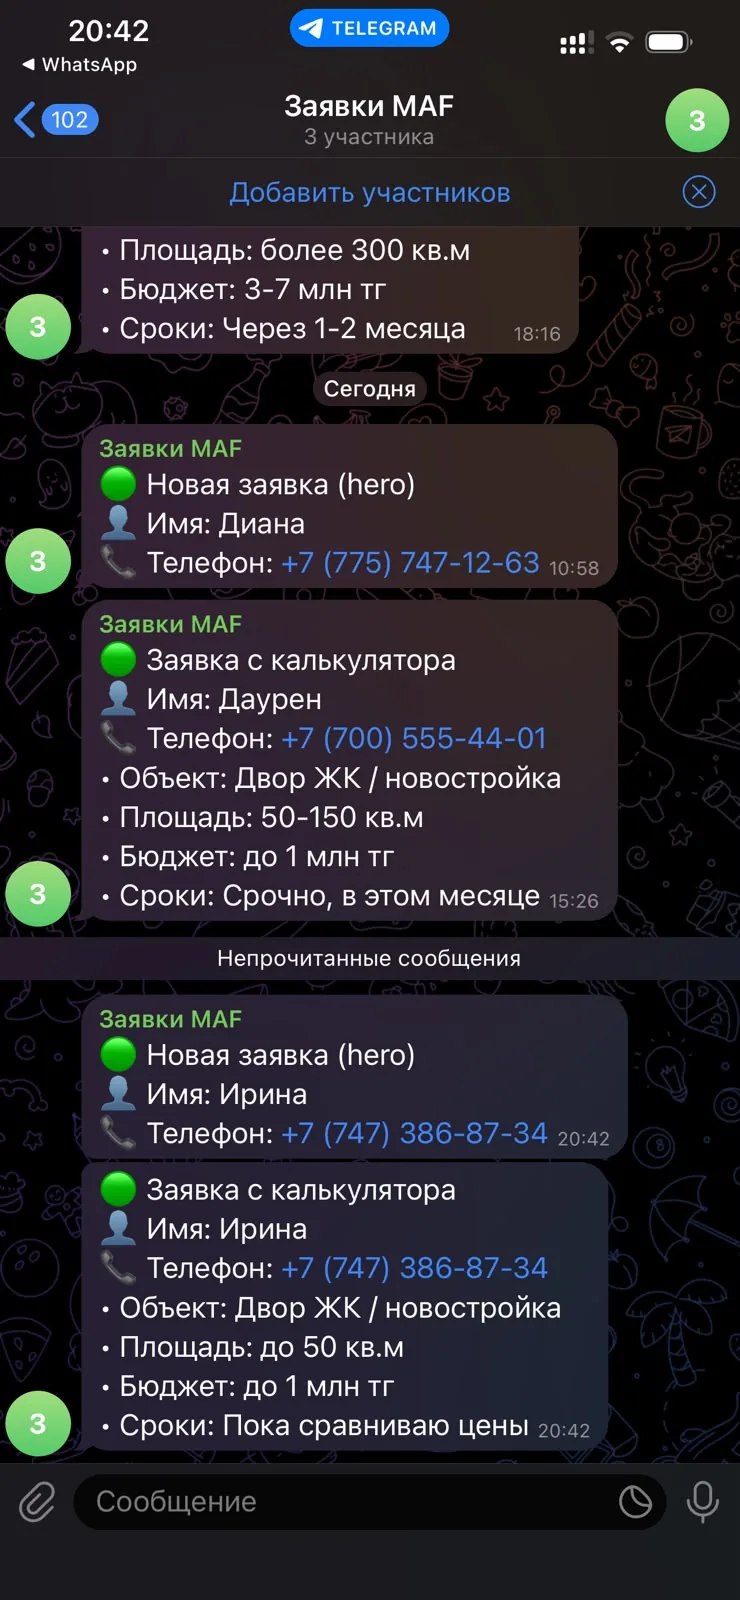 20:42
TELEGRAM
◀ WhatsApp
102
Заявки MAF
3 участника
З
Добавить участников
• Площадь: более 300 кв.м
• Бюджет: 3-7 млн тг
• Сроки: Через 1-2 месяца 18:16
З
Сегодня
Заявки MAF
🟢 Новая заявка (hero)
👤 Имя: Диана
📞 Телефон: +7 (775) 747-12-63 10:58
З
Заявки MAF
🟢 Заявка с калькулятора
👤 Имя: Даурен
📞 Телефон: +7 (700) 555-44-01
• Объект: Двор ЖК / новостройка
• Площадь: 50-150 кв.м
• Бюджет: до 1 млн тг
• Сроки: Срочно, в этом месяце 15:26
З
Непрочитанные сообщения
Заявки MAF
🟢 Новая заявка (hero)
👤 Имя: Ирина
📞 Телефон: +7 (747) 386-87-34 20:42
🟢 Заявка с калькулятора
👤 Имя: Ирина
📞 Телефон: +7 (747) 386-87-34
• Объект: Двор ЖК / новостройка
• Площадь: до 50 кв.м
• Бюджет: до 1 млн тг
• Сроки: Пока сравниваю цены 20:42
З
Сообщение